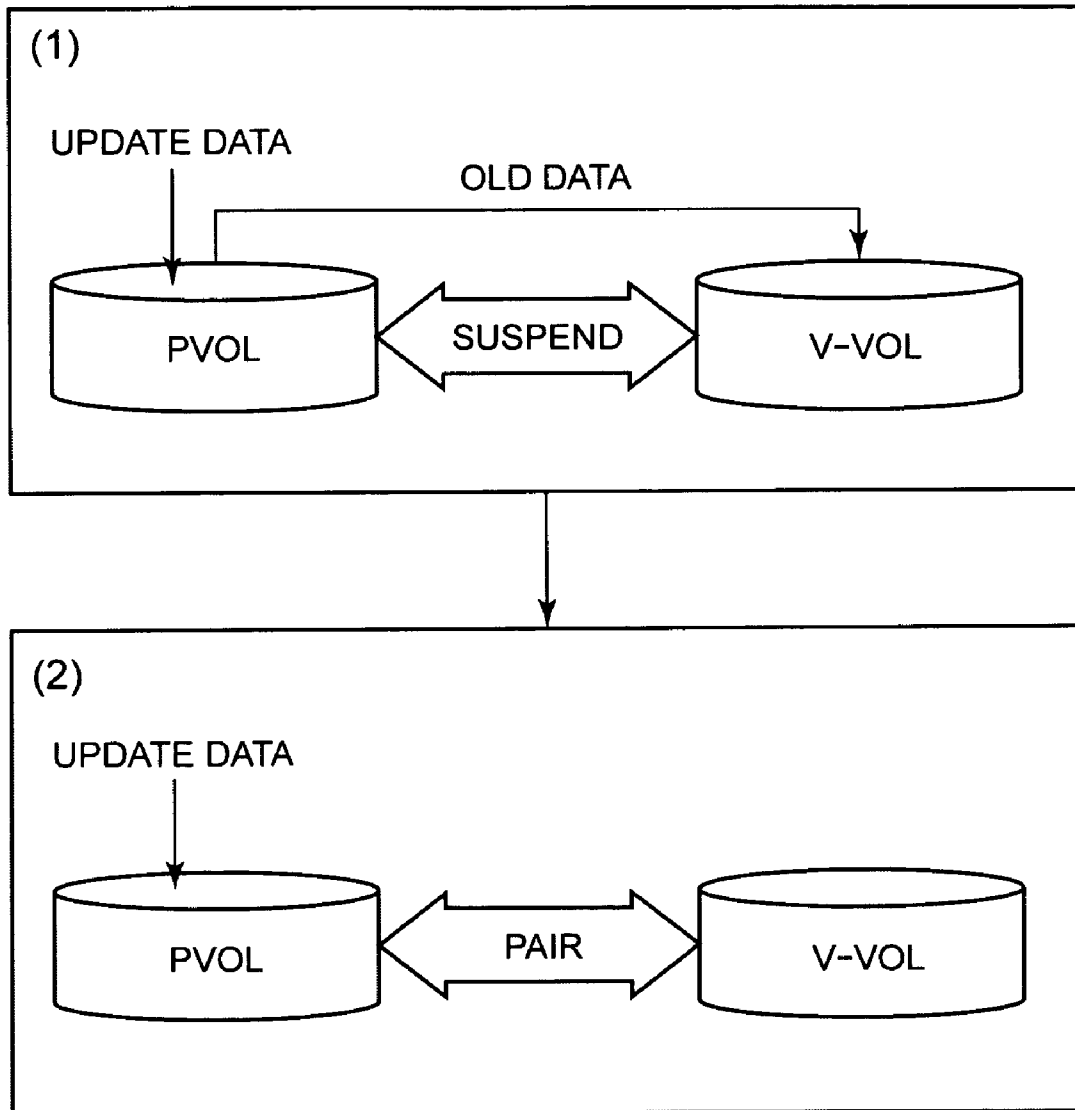 (1)
UPDATE DATA
OLD DATA
PVOL
SUSPEND
V-VOL
(2)
UPDATE DATA
PVOL
PAIR
V-VOL